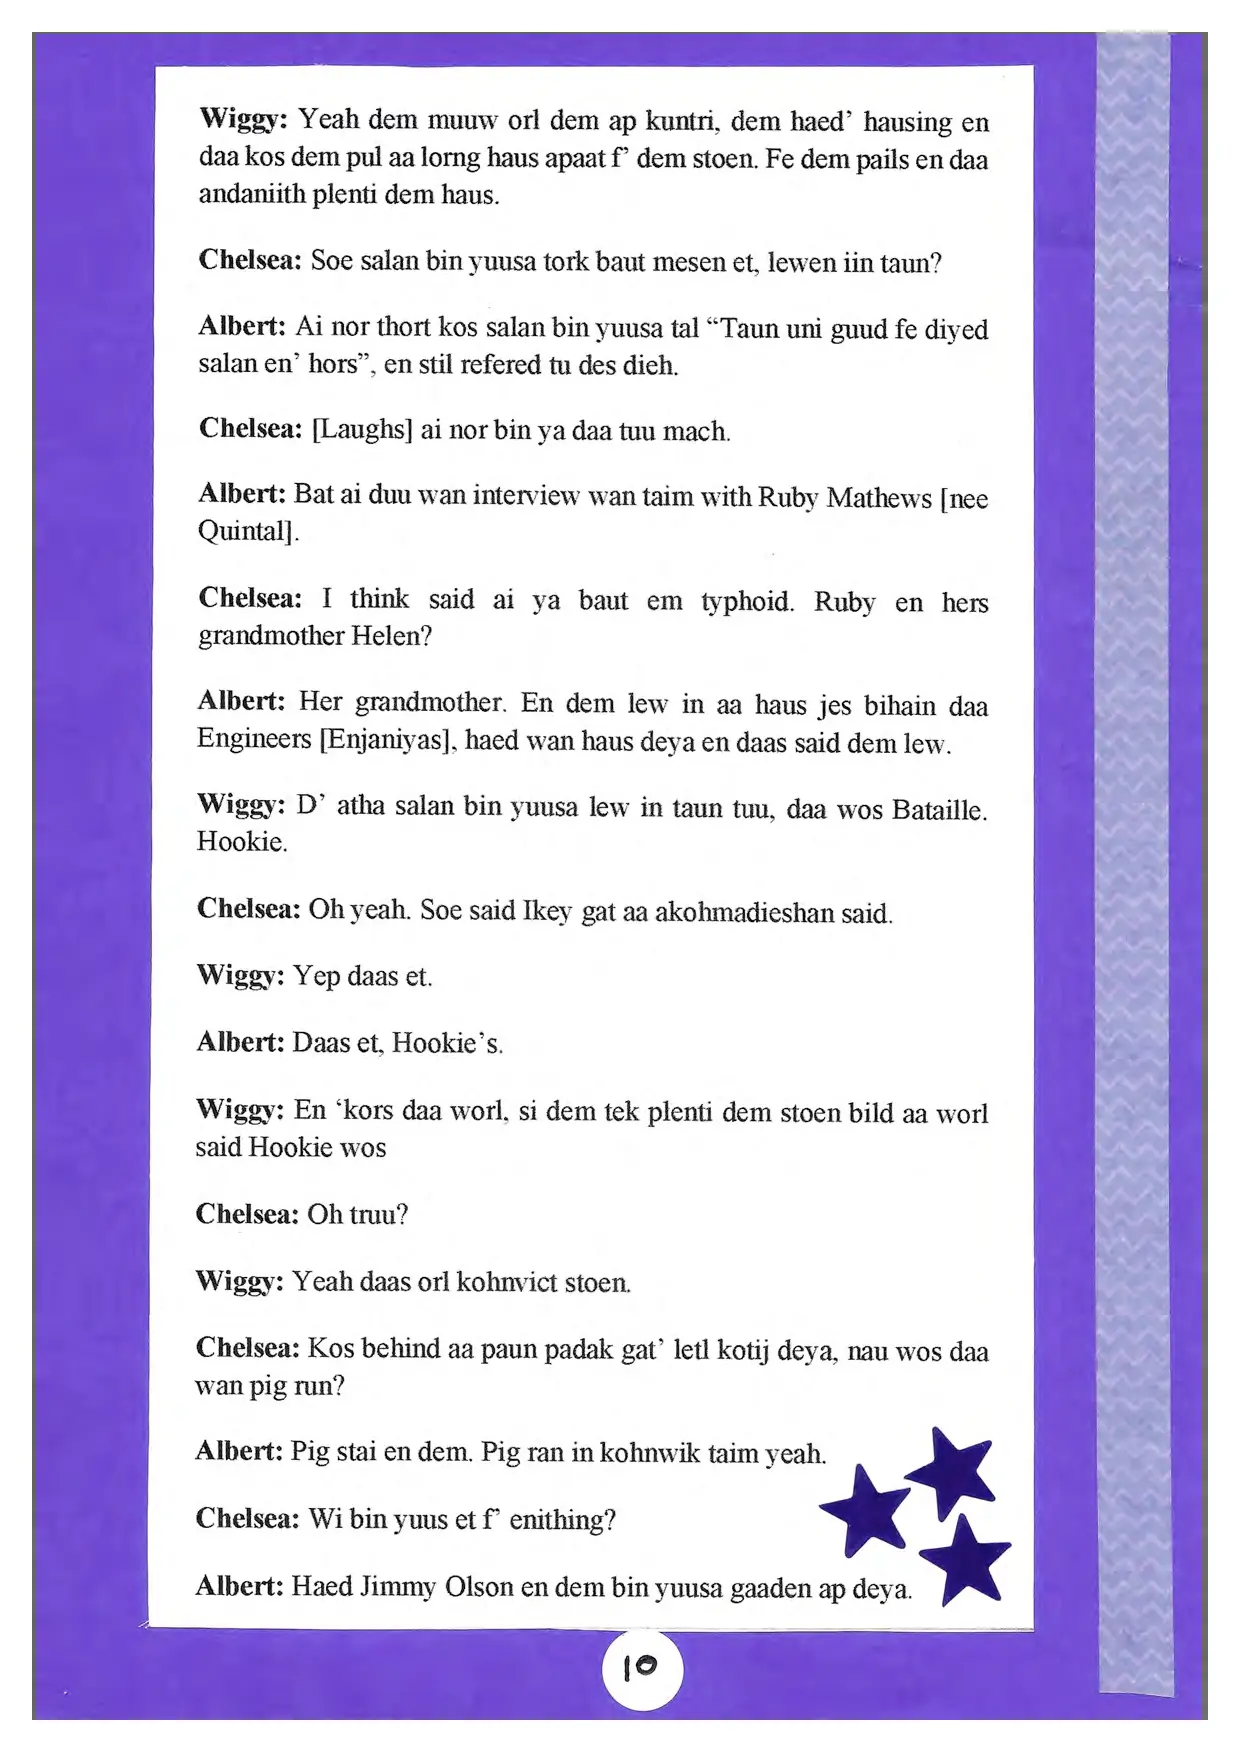 Wiggy: Yeah dem muuw orl dem ap kuntri, dem haed’ hausing en
daa kos dem pul aa lorng haus apaat f’ dem stoen. Fe dem pails en daa
andaniith plenti dem haus.
Chelsea: Soe salan bin yuusa tork baut mesen et, lewen iin taun?
Albert: Ai nor thort kos salan bin yuusa tal “Taun uni guud fe diyed
salan en’ hors”, en stil refered tu des dieh.
Chelsea: [Laughs] ai nor bin ya daa tuu mach.
Albert: Bat ai duu wan interview wan taim with Ruby Mathews [nee
Quintal].
Chelsea: I think said ai ya baut em typhoid. Ruby en hers
grandmother Helen?
Albert: Her grandmother. En dem lew in aa haus jes bihain daa
Engineers [Enjaniyas], haed wan haus deya en daas said dem lew.
Wiggy: D’ atha salan bin yuusa lew in taun tuu, daa wos Bataille.
Hookie.
Chelsea: Oh yeah. Soe said Ikey gat aa akohmadieshan said.
Wiggy: Yep daas et.
Albert: Daas et, Hookie’s.
Wiggy: En ‘kors daa worl, si dem tek plenti dem stoen bild aa worl
said Hookie wos
Chelsea: Oh truu?
Wiggy: Yeah daas orl kohnvict stoen.
Chelsea: Kos behind aa paun padak gat’ letl kotij deya, nau wos daa
wan pig run?
Albert: Pig stai en dem. Pig ran in kohnwik taim yeah.
Chelsea: Wi bin yuus et f’ enithing?
Albert: Haed Jimmy Olson en dem bin yuusa gaaden ap deya.
10